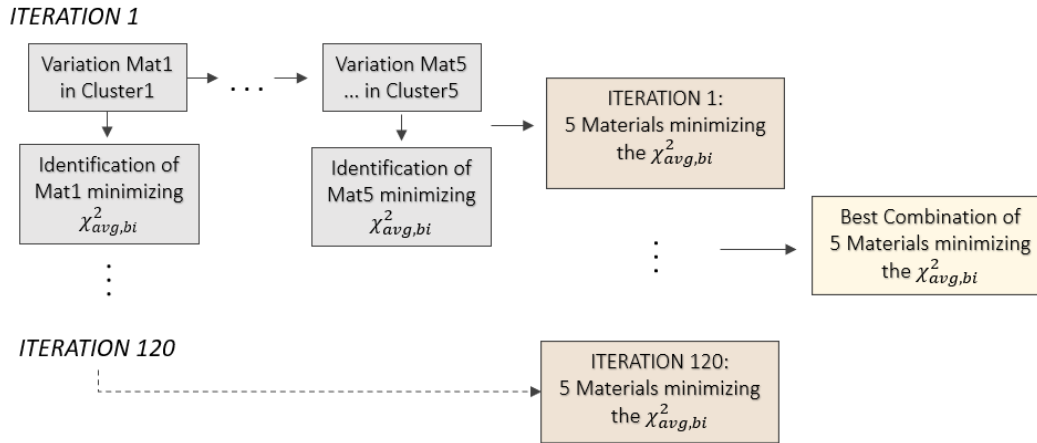 ITERATION 1
Variation Mat1
in Cluster1
. . .
Variation Mat5
... in Cluster5
Identification of
Mat1 minimizing
χ²avg,bi
Identification of
Mat5 minimizing
χ²avg,bi
ITERATION 1:
5 Materials minimizing
the χ²avg,bi
Best Combination of
5 Materials minimizing
the χ²avg,bi
ITERATION 120
ITERATION 120:
5 Materials minimizing
the χ²avg,bi